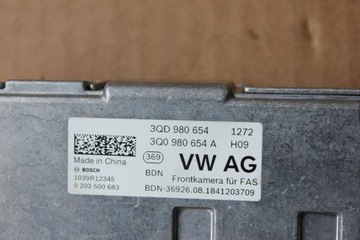 3QD 980 654 1272
3Q0 980 654 A H09
Made in China
369
VW AG
BOSCH
BDN
Frontkamera für FAS
1039R12345
0 203 500 683
BDN-36926.08.1841203709